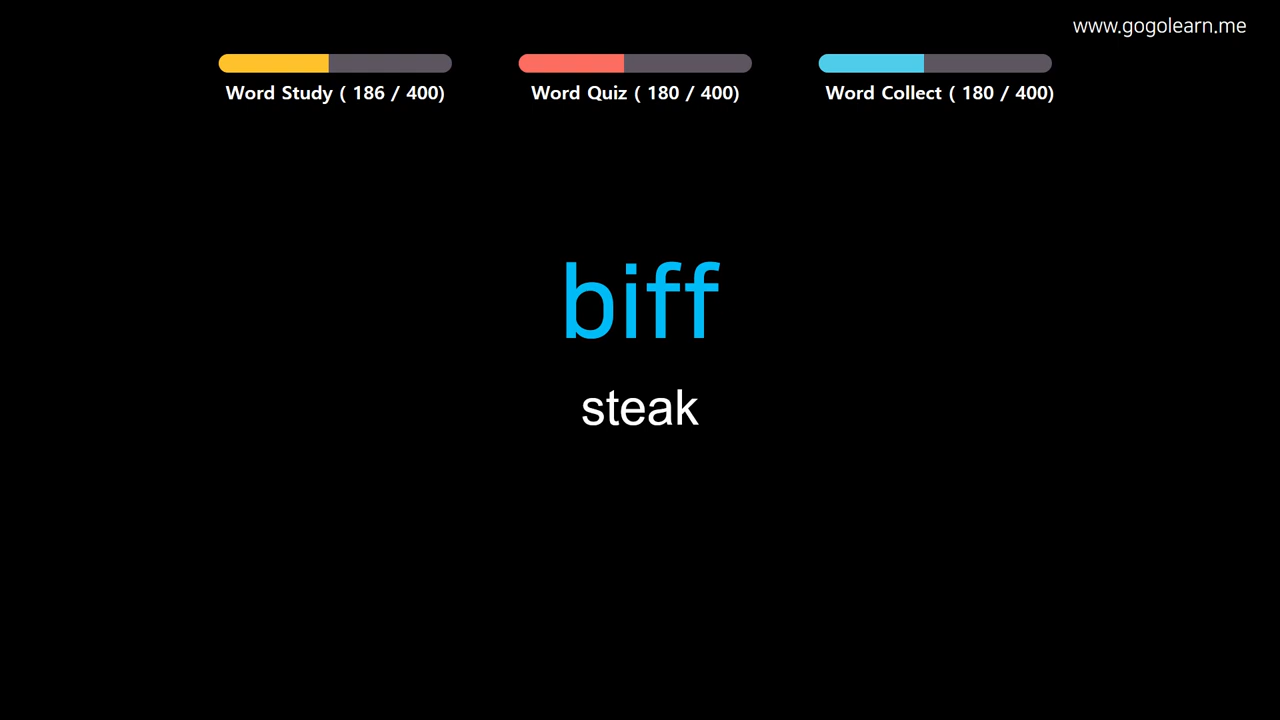 www.gogolearn.me
Word Study ( 186 / 400)
Word Quiz ( 180 / 400)
Word Collect ( 180 / 400)
biff
steak